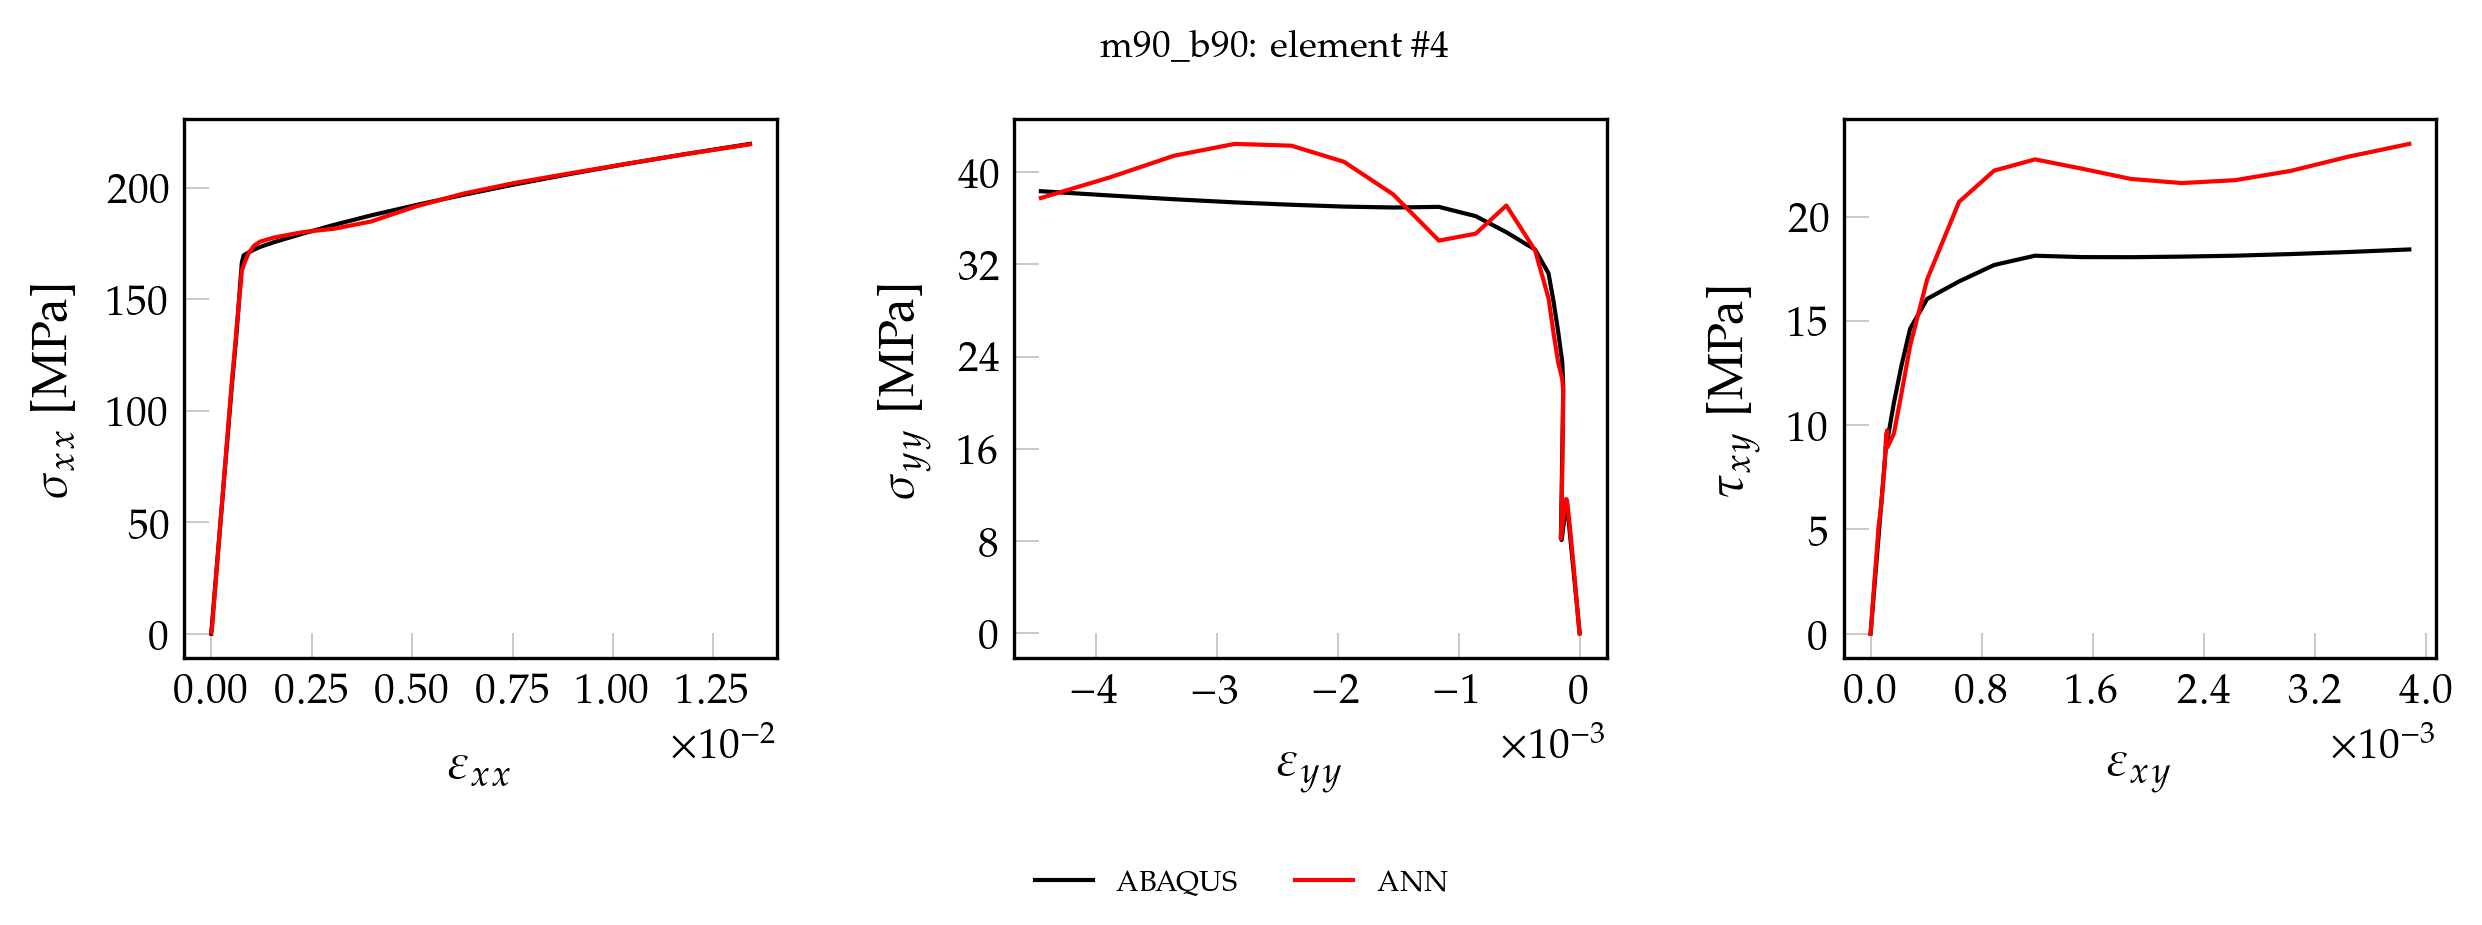 m90_b90: element #4
σxx [MPa]
200
150
100
50
0
0.00 0.25 0.50 0.75 1.00 1.25
×10−2
εxx
σyy [MPa]
40
32
24
16
8
0
−4 −3 −2 −1 0
×10−3
εyy
τxy [MPa]
20
15
10
5
0
0.0 0.8 1.6 2.4 3.2 4.0
×10−3
εxy
ABAQUS ANN